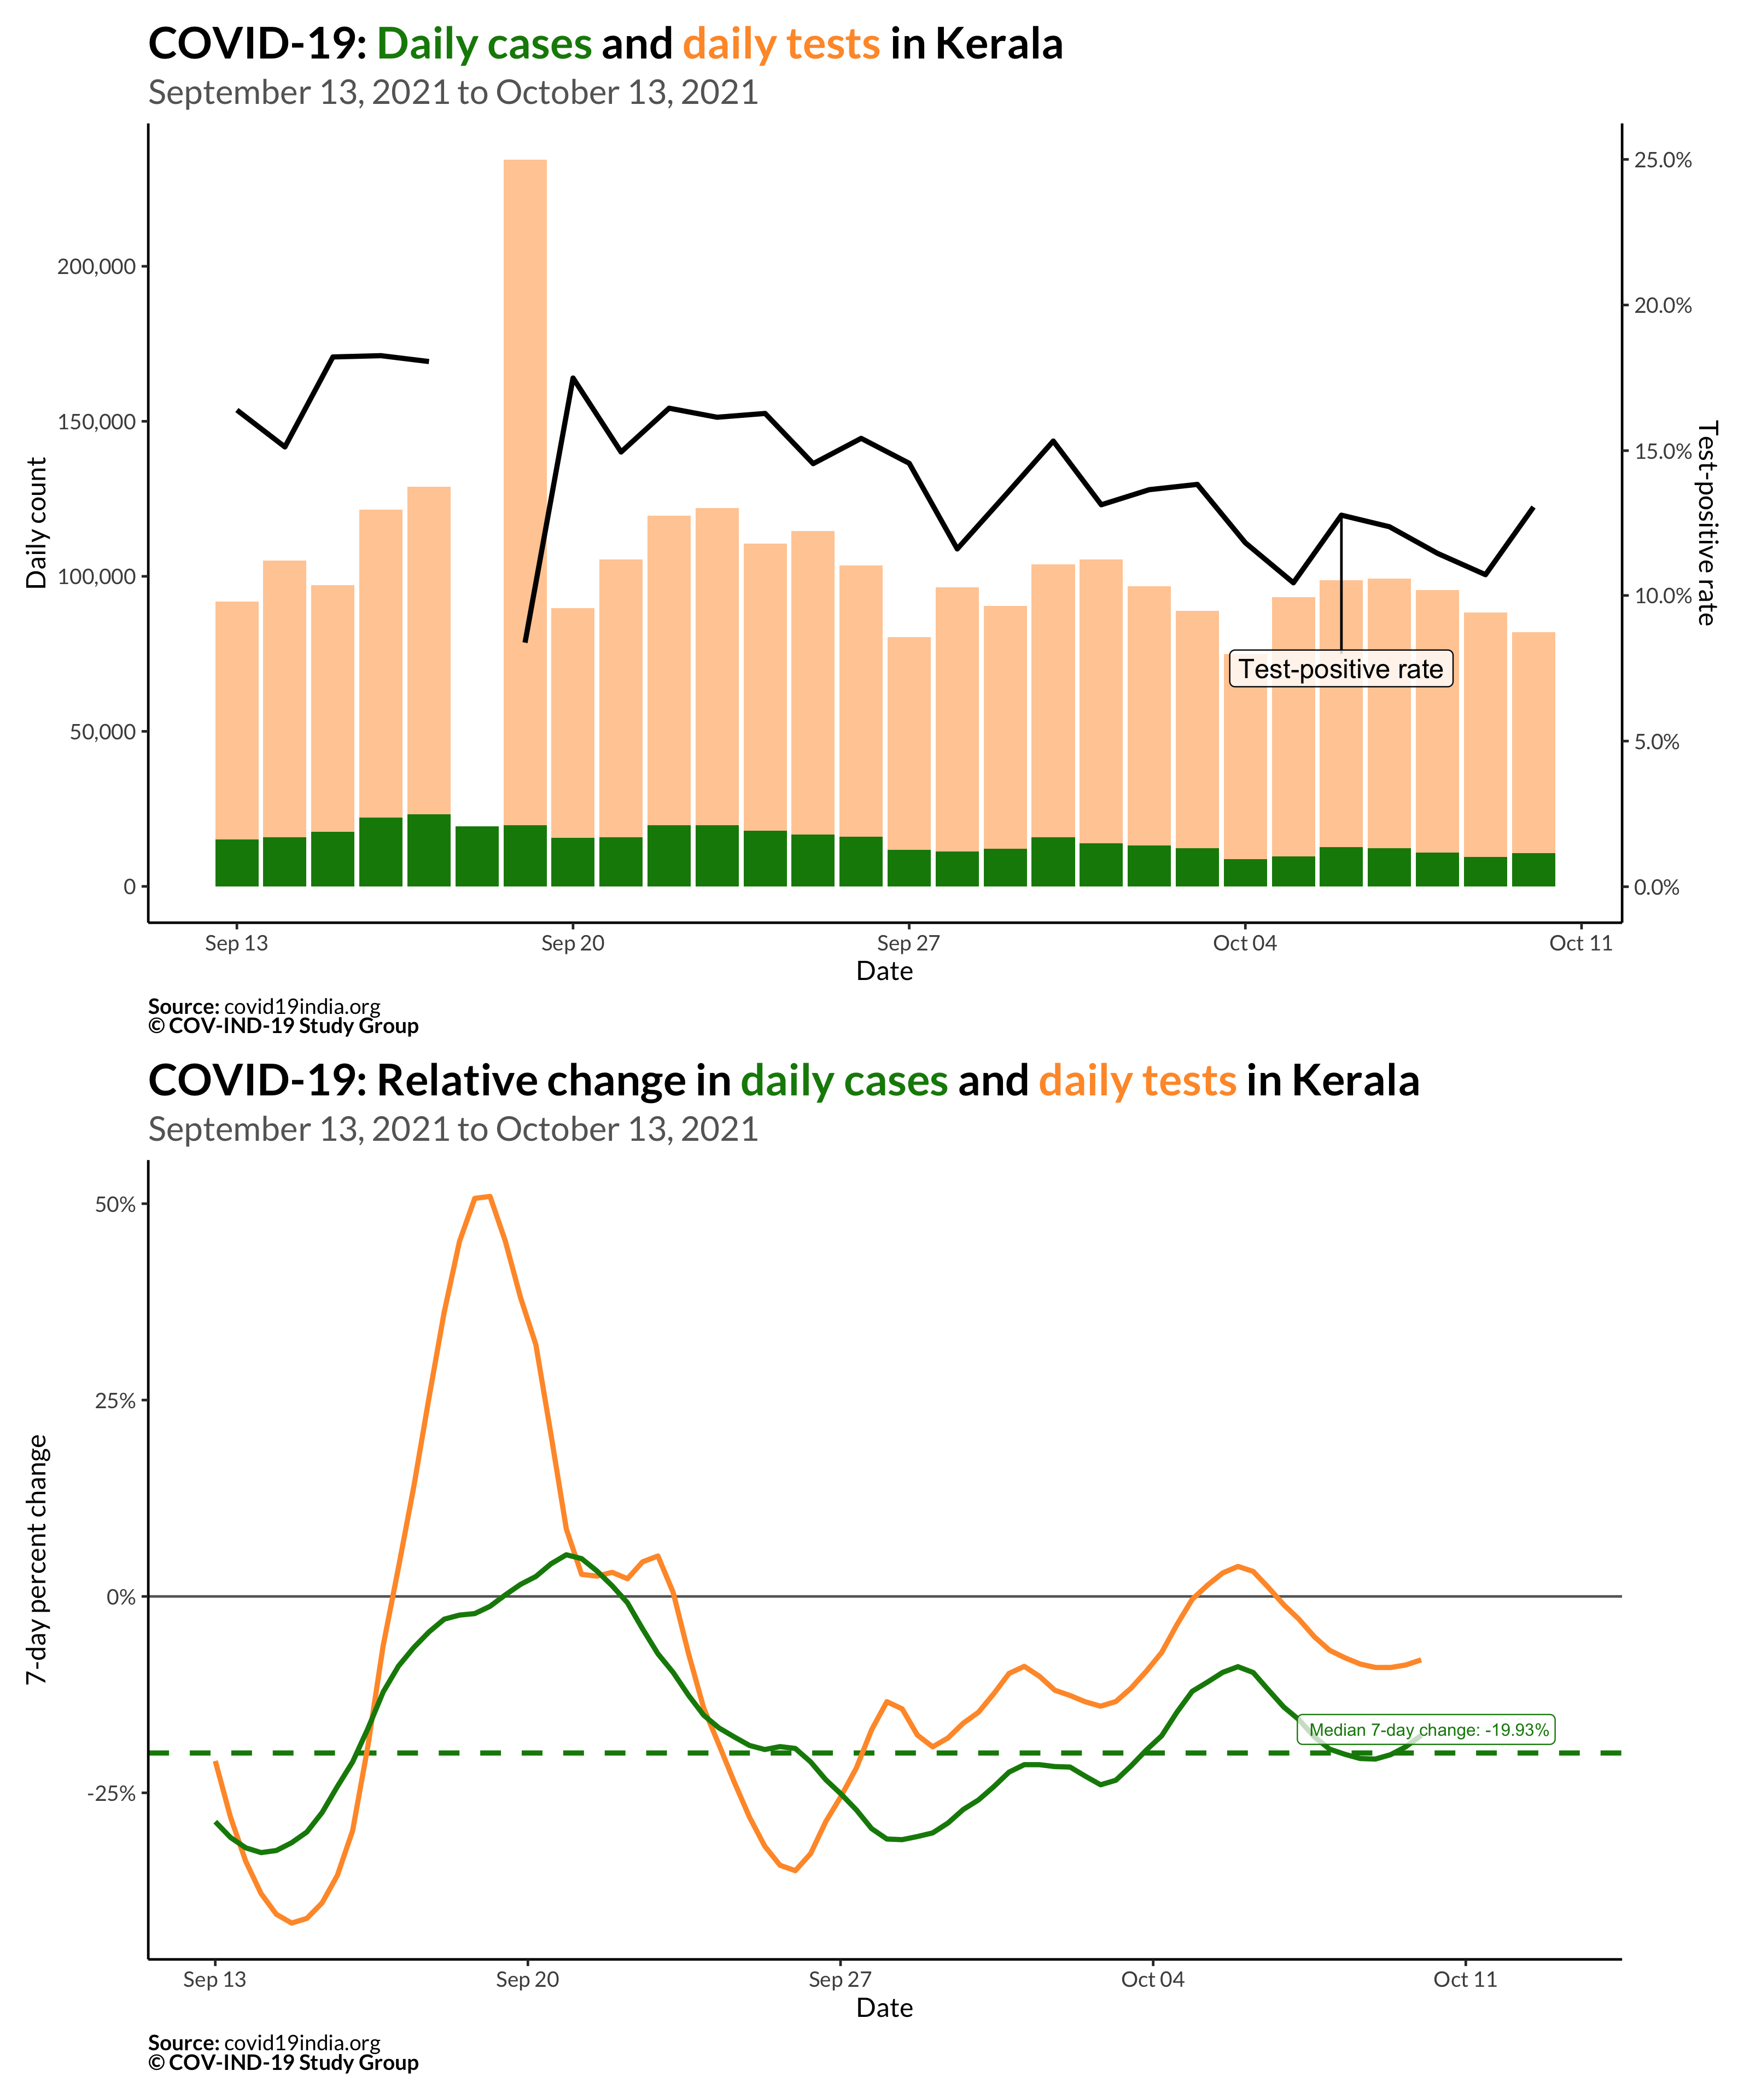 COVID-19: Daily cases and daily tests in Kerala
September 13, 2021 to October 13, 2021
Daily count
200,000
150,000
100,000
50,000
0
25.0%
20.0%
15.0%
10.0%
5.0%
0.0%
Test-positive rate
Test-positive rate
Sep 13
Sep 20
Sep 27
Oct 04
Oct 11
Date
Source: covid19india.org
© COV-IND-19 Study Group
COVID-19: Relative change in daily cases and daily tests in Kerala
September 13, 2021 to October 13, 2021
7-day percent change
50%
25%
0%
-25%
Median 7-day change: -19.93%
Sep 13
Sep 20
Sep 27
Oct 04
Oct 11
Date
Source: covid19india.org
© COV-IND-19 Study Group